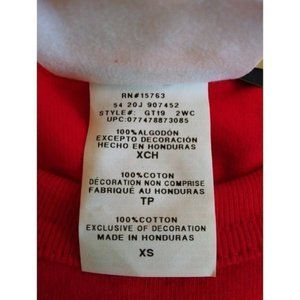 RN#15763
54 20J 907452
STYLE#: GT19 2WC
UPC:077478873085
100%ALGODÓN
EXCEPTO DECORACIÓN
HECHO EN HONDURAS
XCH
100%COTON
DÉCORATION NON COMPRISE
FABRIQUÉ AU HONDURAS
TP
100%COTTON
EXCLUSIVE OF DECORATION
MADE IN HONDURAS
XS